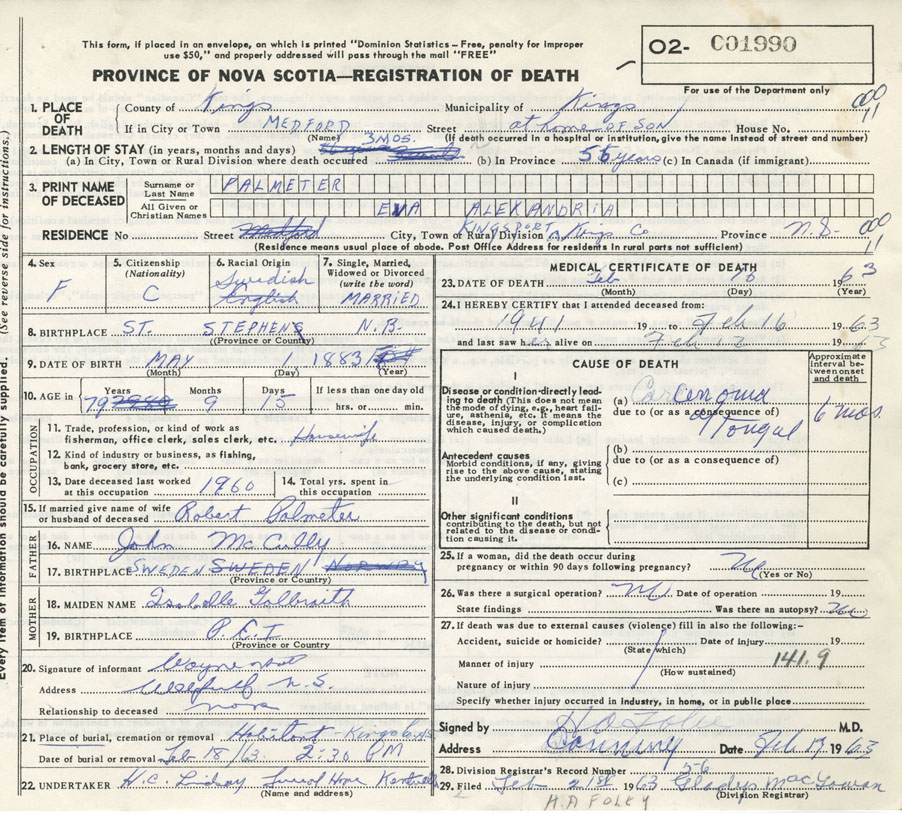 This form, if placed in an envelope, on which is printed "Dominion Statistics – Free, penalty for improper
use $50," and properly addressed will pass through the mail "FREE"
O2- C01990
PROVINCE OF NOVA SCOTIA—REGISTRATION OF DEATH
For use of the Department only
1. PLACE OF DEATH County of Kings Municipality of Kings
If in City or Town MEDFORD Street at home OF SON House No.
(Name) (If death occurred in a hospital or institution, give the name instead of street and number)
2. LENGTH OF STAY (in years, months and days)
(a) In City, Town or Rural Division where death occurred 3 MOS. (b) In Province 55 years (c) In Canada (if immigrant)
3. PRINT NAME OF DECEASED Surname or Last Name PALMETER
All Given or Christian Names EVA ALEXANDRIA
RESIDENCE No Street Medford City, Town or Rural Division KINGSPORT Kings Co Province N.S.
(Residence means usual place of abode. Post Office Address for residents in rural parts not sufficient)
000
11
000
11
Every item of information should be carefully supplied. (See reverse side for instructions.)
4. Sex F
5. Citizenship (Nationality) C
6. Racial Origin Swedish English
7. Single, Married, Widowed or Divorced (write the word) MARRIED
8. BIRTHPLACE ST. STEPHENS N.B.
(Province or Country)
9. DATE OF BIRTH MAY 1 1883
(Month) (Day) (Year)
10. AGE in Years 79 Months 9 Days 15 If less than one day old hrs. or min.
OCCUPATION
11. Trade, profession, or kind of work as
fisherman, office clerk, sales clerk, etc. Housewife
12. Kind of industry or business, as fishing,
bank, grocery store, etc.
13. Date deceased last worked at this occupation 1960
14. Total yrs. spent in this occupation
15. If married give name of wife or husband of deceased Robert Palmeter
FATHER
16. NAME John McCully
17. BIRTHPLACE SWEDEN SWEDEN NORWAY
(Province or Country)
MOTHER
18. MAIDEN NAME Isabelle Galbraith
19. BIRTHPLACE P.E.I
(Province or Country)
20. Signature of informant
Address N.S.
Relationship to deceased none
21. Place of burial, cremation or removal
Date of burial or removal Feb 18/63 2:30 PM
22. UNDERTAKER H.C. Lindsay Funeral Home Kentville
(Name and address)
MEDICAL CERTIFICATE OF DEATH
23. DATE OF DEATH Feb 16 1963
(Month) (Day) (Year)
24. I HEREBY CERTIFY that I attended deceased from:
1941 19 to Feb 16 1963
and last saw her alive on Feb 1963
CAUSE OF DEATH
Approximate interval between onset and death
I
Disease or condition directly leading to death (This does not mean
the mode of dying, e.g., heart failure, asthenia, etc. It means the
disease, injury, or complication which caused death.)
(a) Carcinoma 6 mos.
due to (or as a consequence of)
of Tongue
Antecedent causes
Morbid conditions, if any, giving rise to the above cause, stating the underlying condition last.
(b)
due to (or as a consequence of)
(c)
II
Other significant conditions
contributing to the death, but not related to the disease or condition causing it.
25. If a woman, did the death occur during
pregnancy or within 90 days following pregnancy? No
(Yes or No)
26. Was there a surgical operation? No Date of operation 19
State findings Was there an autopsy? No
27. If death was due to external causes (violence) fill in also the following:–
Accident, suicide or homicide? Date of injury 19
(State which)
Manner of injury 141.9
(How sustained)
Nature of injury
Specify whether injury occurred in industry, in home, or in public place
Signed by H A Folke M.D.
Address Canning Date Feb 17 1963
28. Division Registrar's Record Number 56
29. Filed Feb 21st 1963 Gladys MacGowan
(Division Registrar)
H.A FOLKY